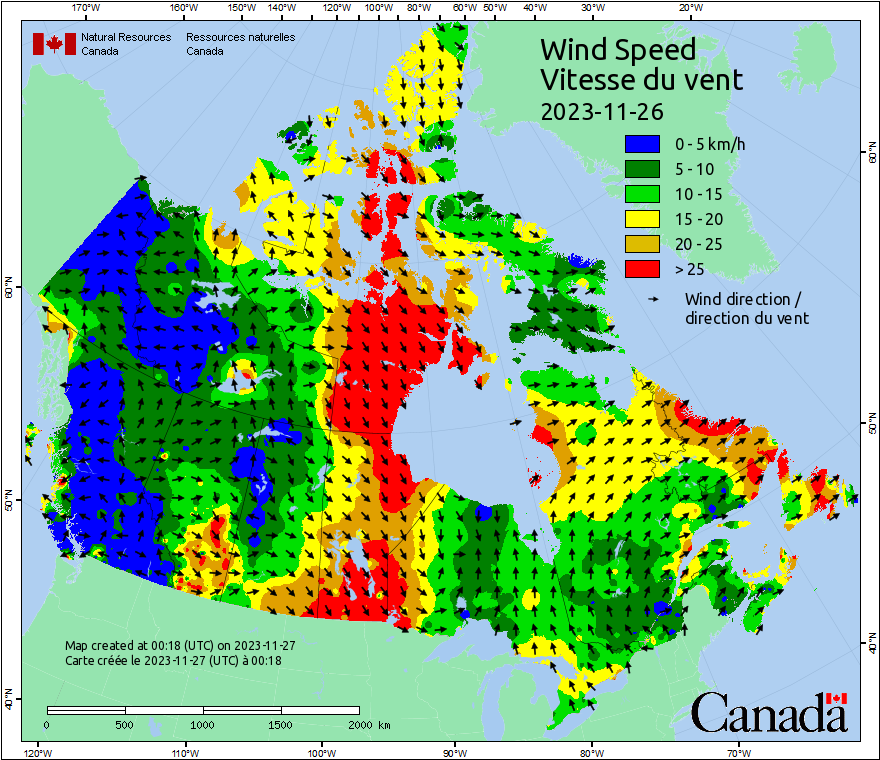 170°W 160°W 150°W 140°W 120°W 100°W 80°W 60°W 50°W 40°W 30°W 20°W
Natural Resources Ressources naturelles
Canada Canada
Wind Speed
Vitesse du vent
2023-11-26
0 - 5 km/h
5 - 10
10 - 15
15 - 20
20 - 25
> 25
Wind direction /
direction du vent
60°N
50°N
40°N
60°N
50°N
40°N
Map created at 00:18 (UTC) on 2023-11-27
Carte créée le 2023-11-27 (UTC) à 00:18
0 500 1000 1500 2000 km
Canada
120°W 110°W 100°W 90°W 80°W 70°W